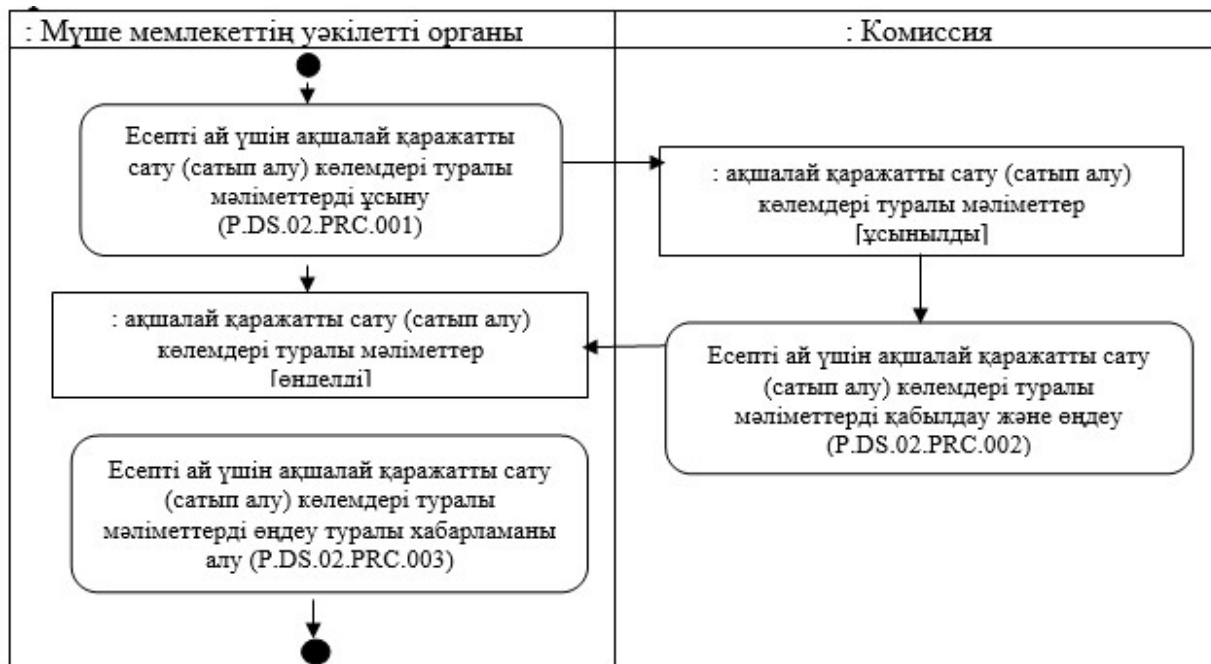 : Мүше мемлекеттің уәкілетті органы
: Комиссия
Есепті ай үшін ақшалай қаражатты
сату (сатып алу) көлемдері туралы
мәліметтерді ұсыну
(P.DS.02.PRC.001)
: ақшалай қаражатты сату (сатып алу)
көлемдері туралы мәліметтер
[ұсынылды]
: ақшалай қаражатты сату (сатып алу)
көлемдері туралы мәліметтер
[өңделді]
Есепті ай үшін ақшалай қаражатты сату
(сатып алу) көлемдері туралы
мәліметтерді қабылдау және өңдеу
(P.DS.02.PRC.002)
Есепті ай үшін ақшалай қаражатты сату
(сатып алу) көлемдері туралы
мәліметтерді өңдеу туралы хабарламаны
алу (P.DS.02.PRC.003)